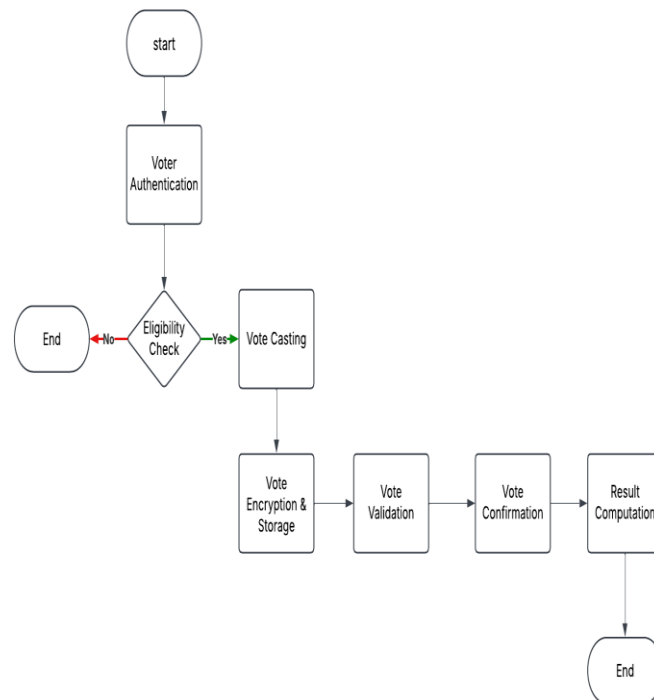 start
Voter
Authentication
End
No
Eligibility
Check
Yes
Vote Casting
Vote
Encryption &
Storage
Vote
Validation
Vote
Confirmation
Result
Computation
End